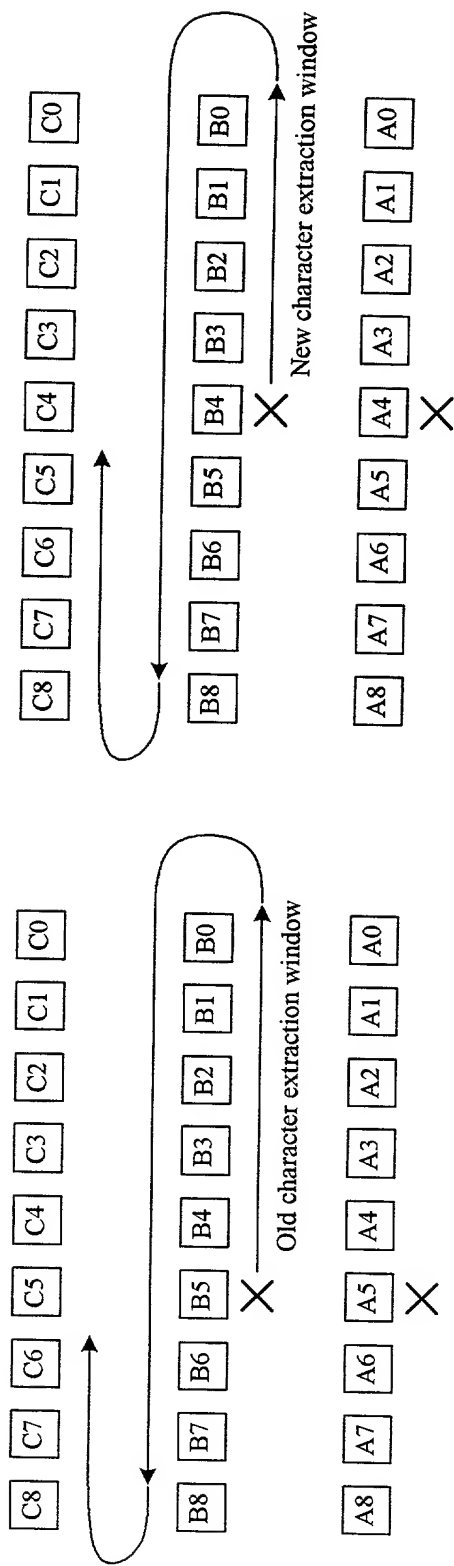 C8 C7 C6 C5 C4 C3 C2 C1 C0
B8 B7 B6 B5 B4 B3 B2 B1 B0
Old character extraction window
A8 A7 A6 A5 A4 A3 A2 A1 A0
C8 C7 C6 C5 C4 C3 C2 C1 C0
B8 B7 B6 B5 B4 B3 B2 B1 B0
New character extraction window
A8 A7 A6 A5 A4 A3 A2 A1 A0